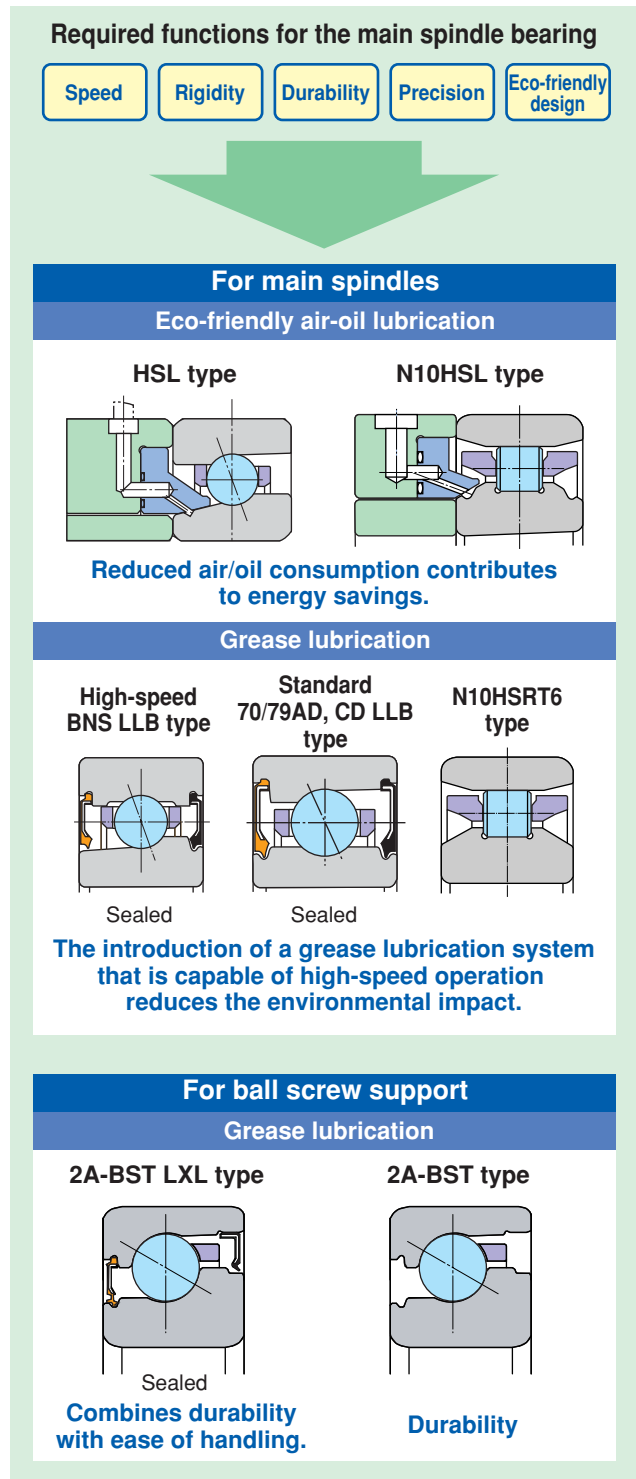 Required functions for the main spindle bearing
Speed
Rigidity
Durability
Precision
Eco-friendly
design
For main spindles
Eco-friendly air-oil lubrication
HSL type
N10HSL type
Reduced air/oil consumption contributes
to energy savings.
Grease lubrication
High-speed
BNS LLB type
Standard
70/79AD, CD LLB
type
N10HSRT6
type
Sealed
Sealed
The introduction of a grease lubrication system
that is capable of high-speed operation
reduces the environmental impact.
For ball screw support
Grease lubrication
2A-BST LXL type
2A-BST type
Sealed
Combines durability
with ease of handling.
Durability